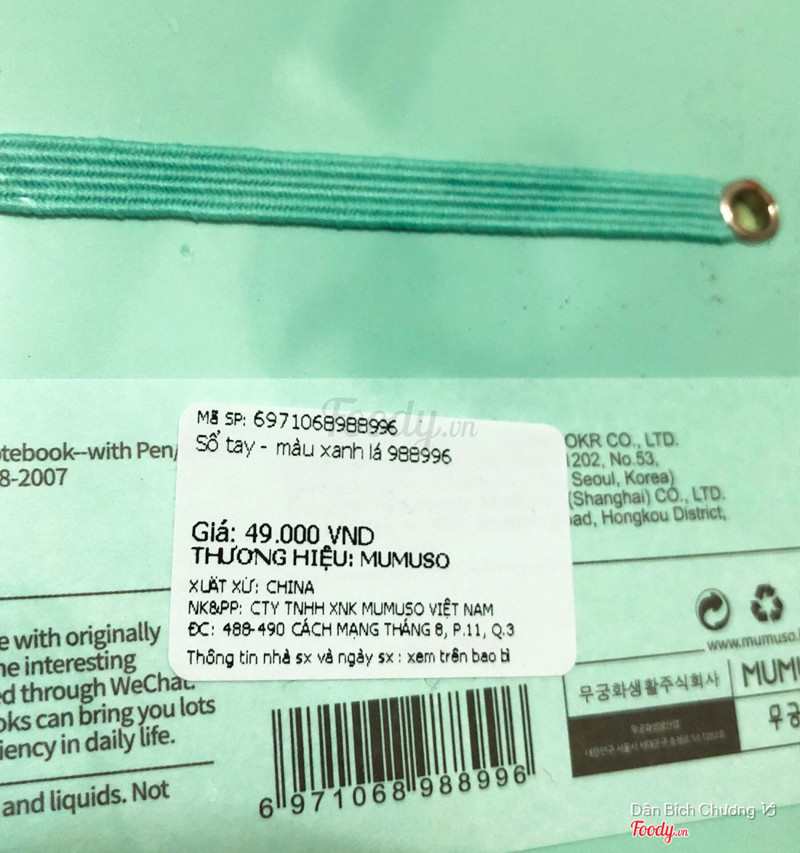 Foody.vn
Mã SP: 6971068988996
Sổ tay - màu xanh lá 988996
Giá: 49.000 VND
THƯƠNG HIỆU: MUMUSO
XUẤT XỨ: CHINA
NK&PP: CTY TNHH XNK MUMUSO VIỆT NAM
ĐC: 488-490 CÁCH MẠNG THÁNG 8, P.11, Q.3
Thông tin nhà sx và ngày sx : xem trên bao bì
otebook--with Pen/
8-2007
OKR CO., LTD.
1202, No.53,
Seoul, Korea)
(Shanghai) CO., LTD.
ad, Hongkou District,
e with originally
ne interesting
ed through WeChat.
oks can bring you lots
iency in daily life.
and liquids. Not
www.mumuso.
무궁화생활주식회사
MUMU
무궁
6971068988996
Dân Bích Chương
Foody.vn